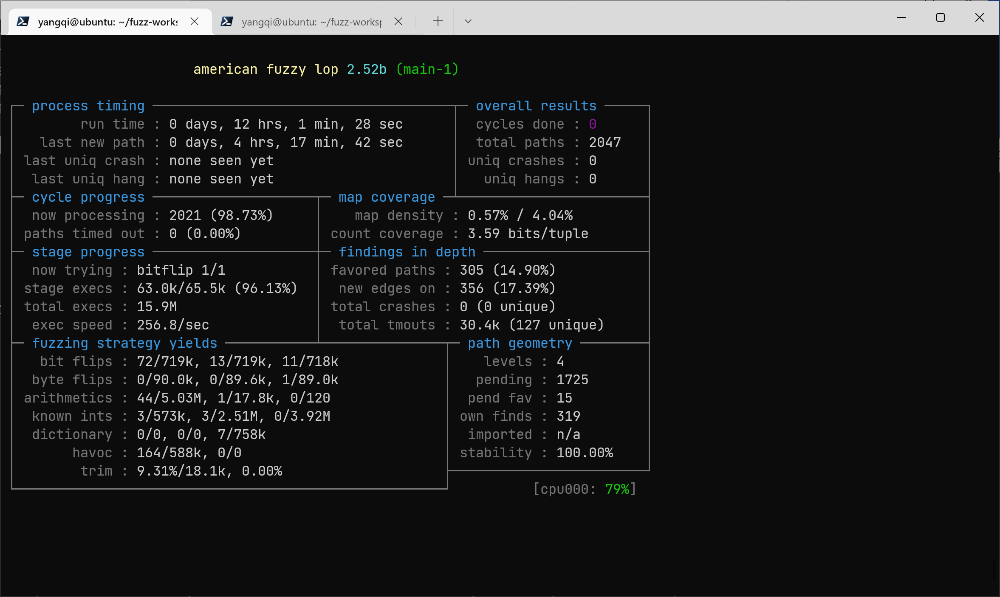 yangqi@ubuntu: ~/fuzz-works
yangqi@ubuntu: ~/fuzz-works
american fuzzy lop 2.52b (main-1)
process timing
run time : 0 days, 12 hrs, 1 min, 28 sec
last new path : 0 days, 4 hrs, 17 min, 42 sec
last uniq crash : none seen yet
last uniq hang : none seen yet
overall results
cycles done : 0
total paths : 2047
uniq crashes : 0
uniq hangs : 0
cycle progress
now processing : 2021 (98.73%)
paths timed out : 0 (0.00%)
map coverage
map density : 0.57% / 4.04%
count coverage : 3.59 bits/tuple
stage progress
now trying : bitflip 1/1
stage execs : 63.0k/65.5k (96.13%)
total execs : 15.9M
exec speed : 256.8/sec
findings in depth
favored paths : 305 (14.90%)
new edges on : 356 (17.39%)
total crashes : 0 (0 unique)
total tmouts : 30.4k (127 unique)
fuzzing strategy yields
bit flips : 72/719k, 13/719k, 11/718k
byte flips : 0/90.0k, 0/89.6k, 1/89.0k
arithmetics : 44/5.03M, 1/17.8k, 0/120
known ints : 3/573k, 3/2.51M, 0/3.92M
dictionary : 0/0, 0/0, 7/758k
havoc : 164/588k, 0/0
trim : 9.31%/18.1k, 0.00%
path geometry
levels : 4
pending : 1725
pend fav : 15
own finds : 319
imported : n/a
stability : 100.00%
[cpu000: 79%]